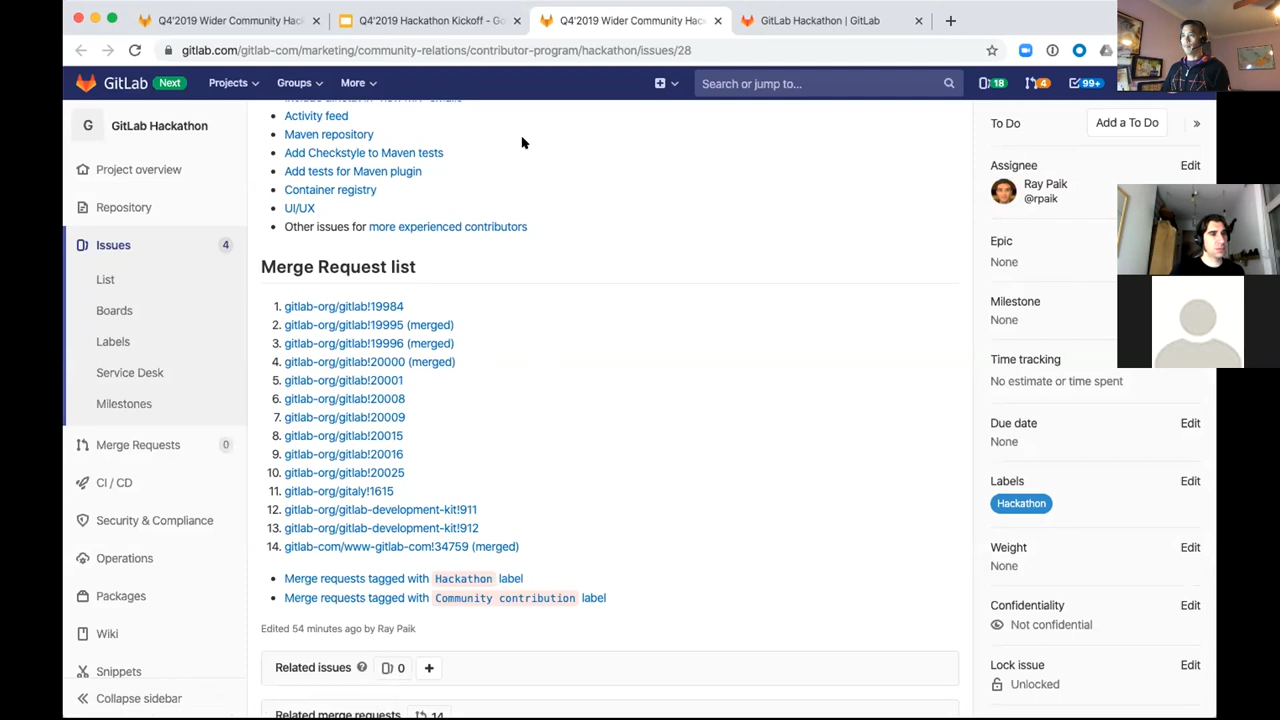 Q4'2019 Wider Community Hac
Q4'2019 Hackathon Kickoff - Go
Q4'2019 Wider Community Hac
GitLab Hackathon | GitLab
gitlab.com/gitlab-com/marketing/community-relations/contributor-program/hackathon/issues/28
GitLab Next Projects Groups More Search or jump to... 18 4 99+
G GitLab Hackathon
Project overview
Repository
Issues 4
List
Boards
Labels
Service Desk
Milestones
Merge Requests 0
CI / CD
Security & Compliance
Operations
Packages
Wiki
Snippets
Collapse sidebar
Activity feed
Maven repository
Add Checkstyle to Maven tests
Add tests for Maven plugin
Container registry
UI/UX
Other issues for more experienced contributors
Merge Request list
1. gitlab-org/gitlab!19984
2. gitlab-org/gitlab!19995 (merged)
3. gitlab-org/gitlab!19996 (merged)
4. gitlab-org/gitlab!20000 (merged)
5. gitlab-org/gitlab!20001
6. gitlab-org/gitlab!20008
7. gitlab-org/gitlab!20009
8. gitlab-org/gitlab!20015
9. gitlab-org/gitlab!20016
10. gitlab-org/gitlab!20025
11. gitlab-org/gitaly!1615
12. gitlab-org/gitlab-development-kit!911
13. gitlab-org/gitlab-development-kit!912
14. gitlab-com/www-gitlab-com!34759 (merged)
Merge requests tagged with Hackathon label
Merge requests tagged with Community contribution label
Edited 54 minutes ago by Ray Paik
Related issues ? 0 +
Related merge requests 14
To Do Add a To Do »
Assignee Edit
Ray Paik
@rpaik
Epic
None
Milestone
None
Time tracking
No estimate or time spent
Due date Edit
None
Labels Edit
Hackathon
Weight Edit
None
Confidentiality Edit
Not confidential
Lock issue Edit
Unlocked